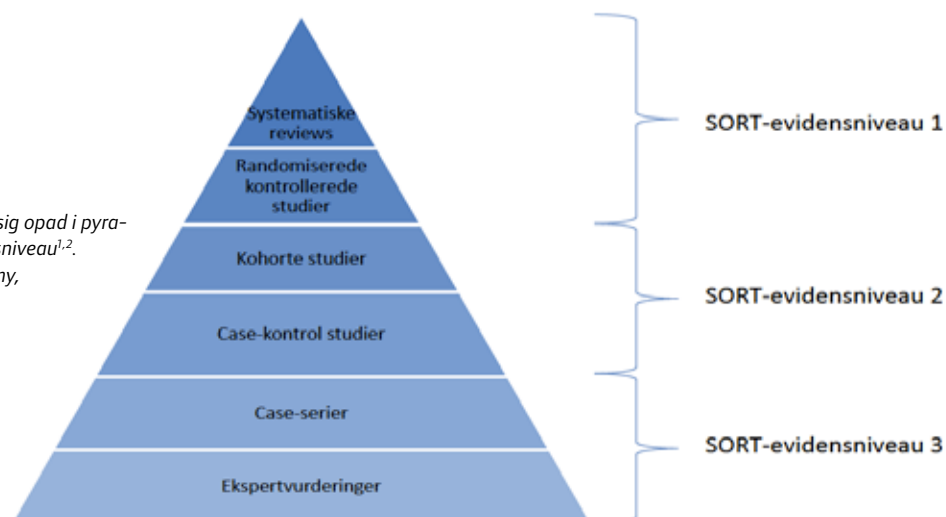 Systematiske
reviews
SORT-evidensniveau 1
Randomiserede
kontrollerede
studier
sig opad i pyra-
niveau1,2.
ny,
Kohorte studier
SORT-evidensniveau 2
Case-kontrol studier
Case-serier
SORT-evidensniveau 3
Ekspertvurderinger